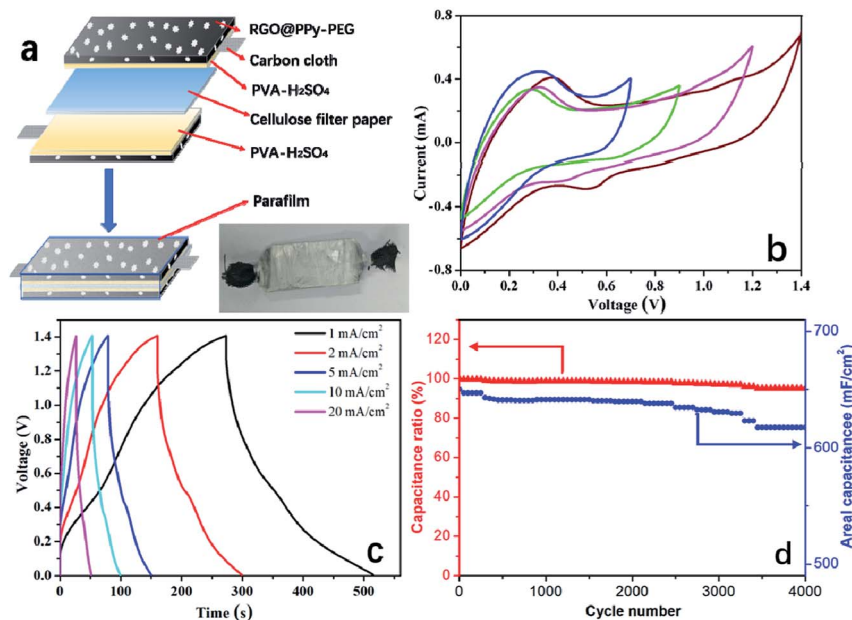 a
RGO@PPy-PEG
Carbon cloth
PVA-H₂SO₄
Cellulose filter paper
PVA-H₂SO₄
Parafilm
0.8
0.4
0.0
-0.4
-0.8
Current (mA)
0.0 0.2 0.4 0.6 0.8 1.0 1.2 1.4
Voltage (V)
b
1.4
1.2
1.0
0.8
0.6
0.4
0.2
0.0
Voltage (V)
1 mA/cm²
2 mA/cm²
5 mA/cm²
10 mA/cm²
20 mA/cm²
0 100 200 300 400 500
Time (s)
c
120
100
80
60
40
20
0
Capacitance ratio (%)
700
600
500
Areal capacitancee (mF/cm²)
0 1000 2000 3000 4000
Cycle number
d